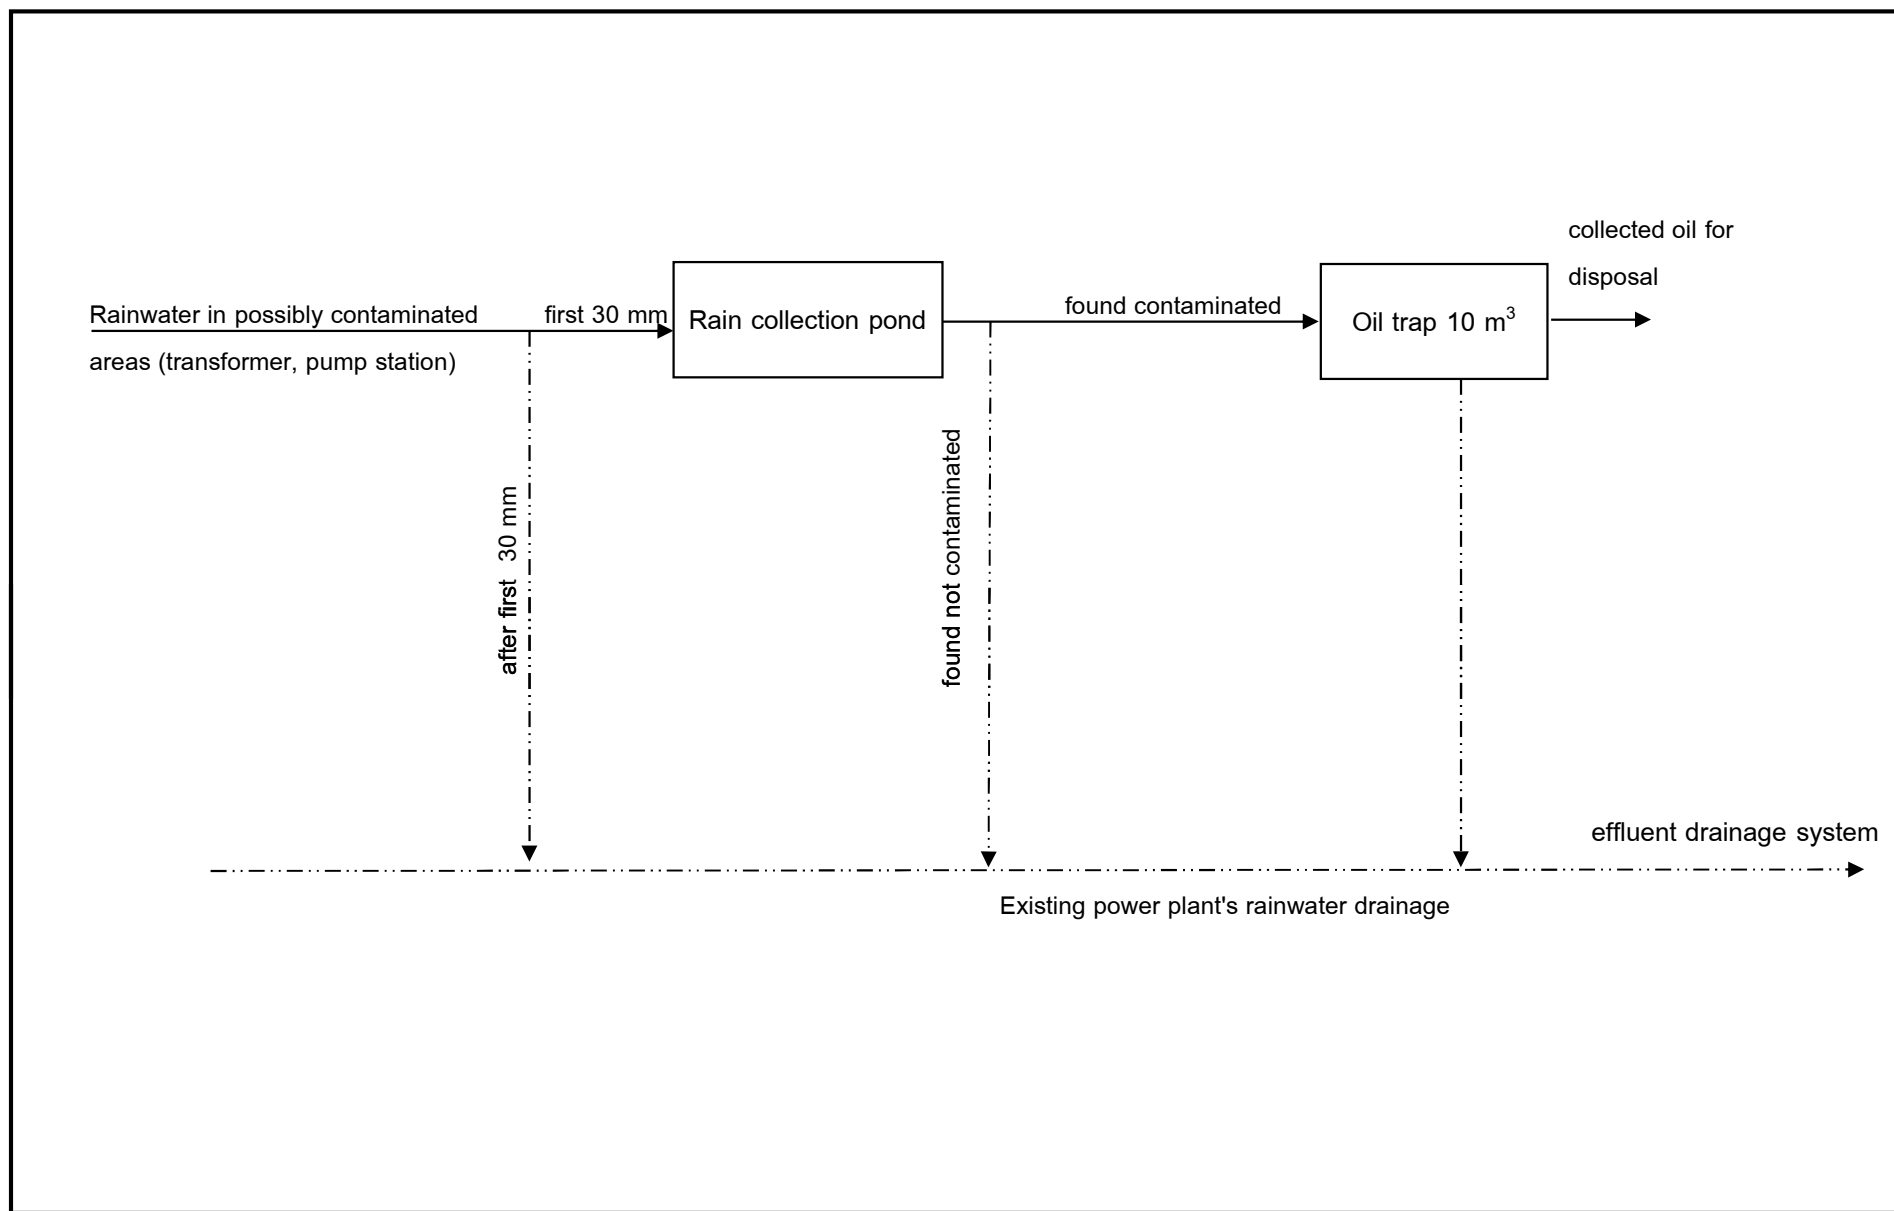 collected oil for
disposal
Rainwater in possibly contaminated
areas (transformer, pump station)
first 30 mm
Rain collection pond
found contaminated
Oil trap 10 m³
after first 30 mm
found not contaminated
effluent drainage system
Existing power plant's rainwater drainage